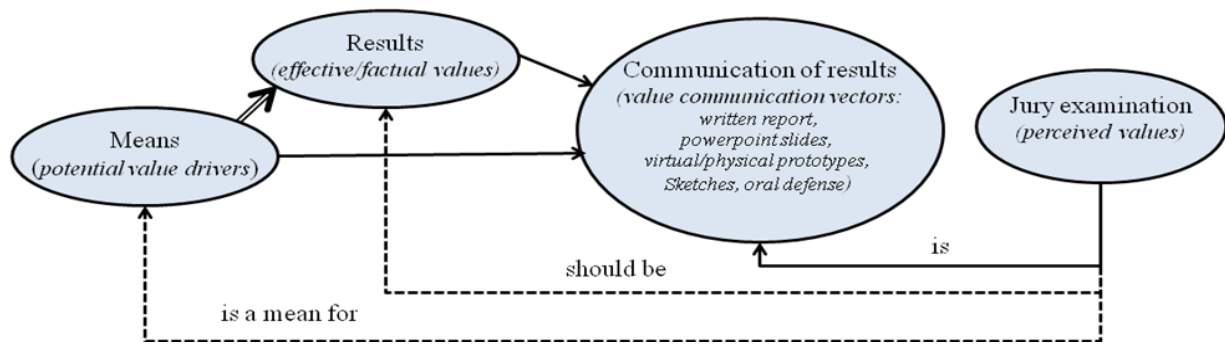 Results
(effective/factual values)
Communication of results
(value communication vectors:
written report,
powerpoint slides,
virtual/physical prototypes,
Sketches, oral defense)
Jury examination
(perceived values)
Means
(potential value drivers)
is
should be
is a mean for